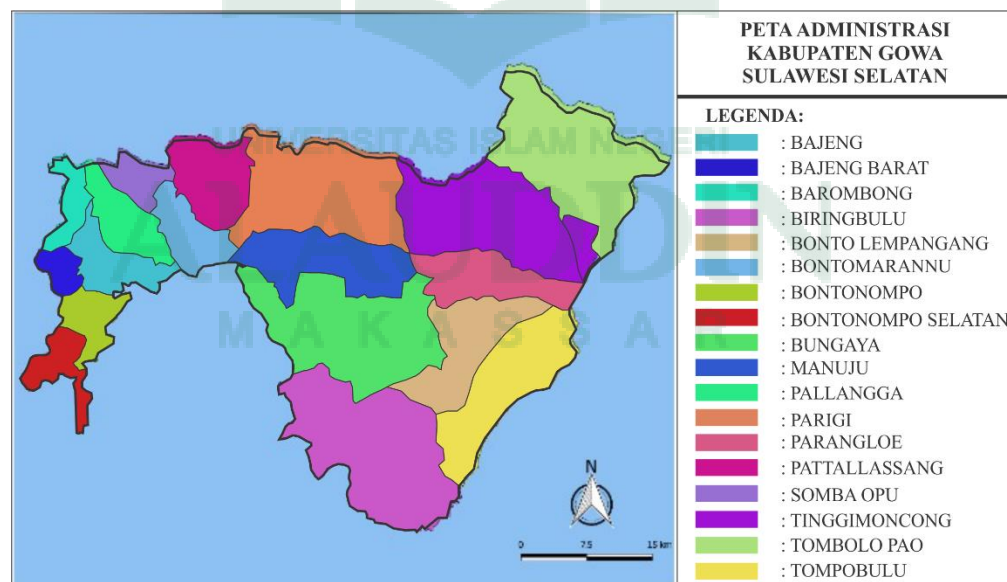 PETA ADMINISTRASI
KABUPATEN GOWA
SULAWESI SELATAN
LEGENDA:
: BAJENG
: BAJENG BARAT
: BAROMBONG
: BIRINGBULU
: BONTO LEMPANGANG
: BONTOMARANNU
: BONTONOMPO
: BONTONOMPO SELATAN
: BUNGAYA
: MANUJU
: PALLANGGA
: PARIGI
: PARANGLOE
: PATTALLASSANG
: SOMBA OPU
: TINGGIMONCONG
: TOMBOLO PAO
: TOMPOBULU
UNIVERSITAS ISLAM NEGERI
ALAUDDIN
MAKASSAR
N
0 7.5 15 km